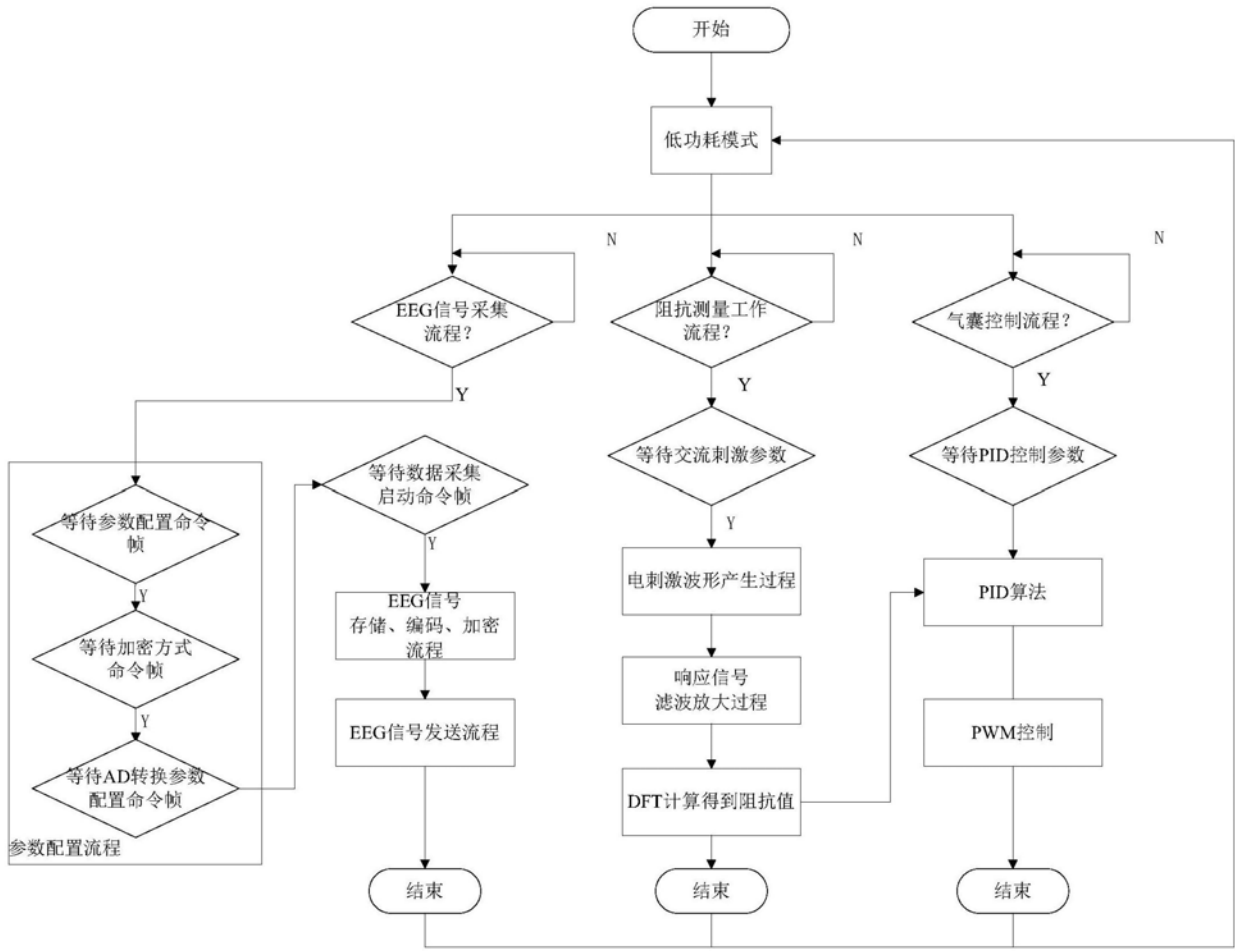 开始
低功耗模式
N
N
N
EEG信号采集
流程？
阻抗测量工作
流程？
气囊控制流程？
Y
Y
Y
等待交流刺激参数
等待PID控制参数
等待数据采集
启动命令帧
等待参数配置命令
帧
Y
Y
电刺激波形产生过程
PID算法
Y
EEG信号
存储、编码、加密
流程
等待加密方式
命令帧
响应信号
滤波放大过程
Y
EEG信号发送流程
PWM控制
等待AD转换参数
配置命令帧
DFT计算得到阻抗值
参数配置流程
结束
结束
结束